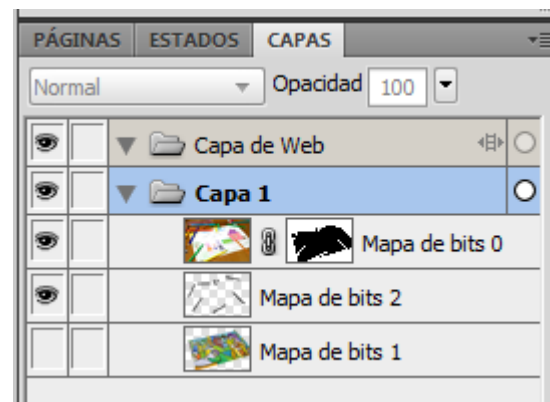 PÁGINAS ESTADOS CAPAS
Normal Opacidad 100
Capa de Web
Capa 1
Mapa de bits 0
Mapa de bits 2
Mapa de bits 1